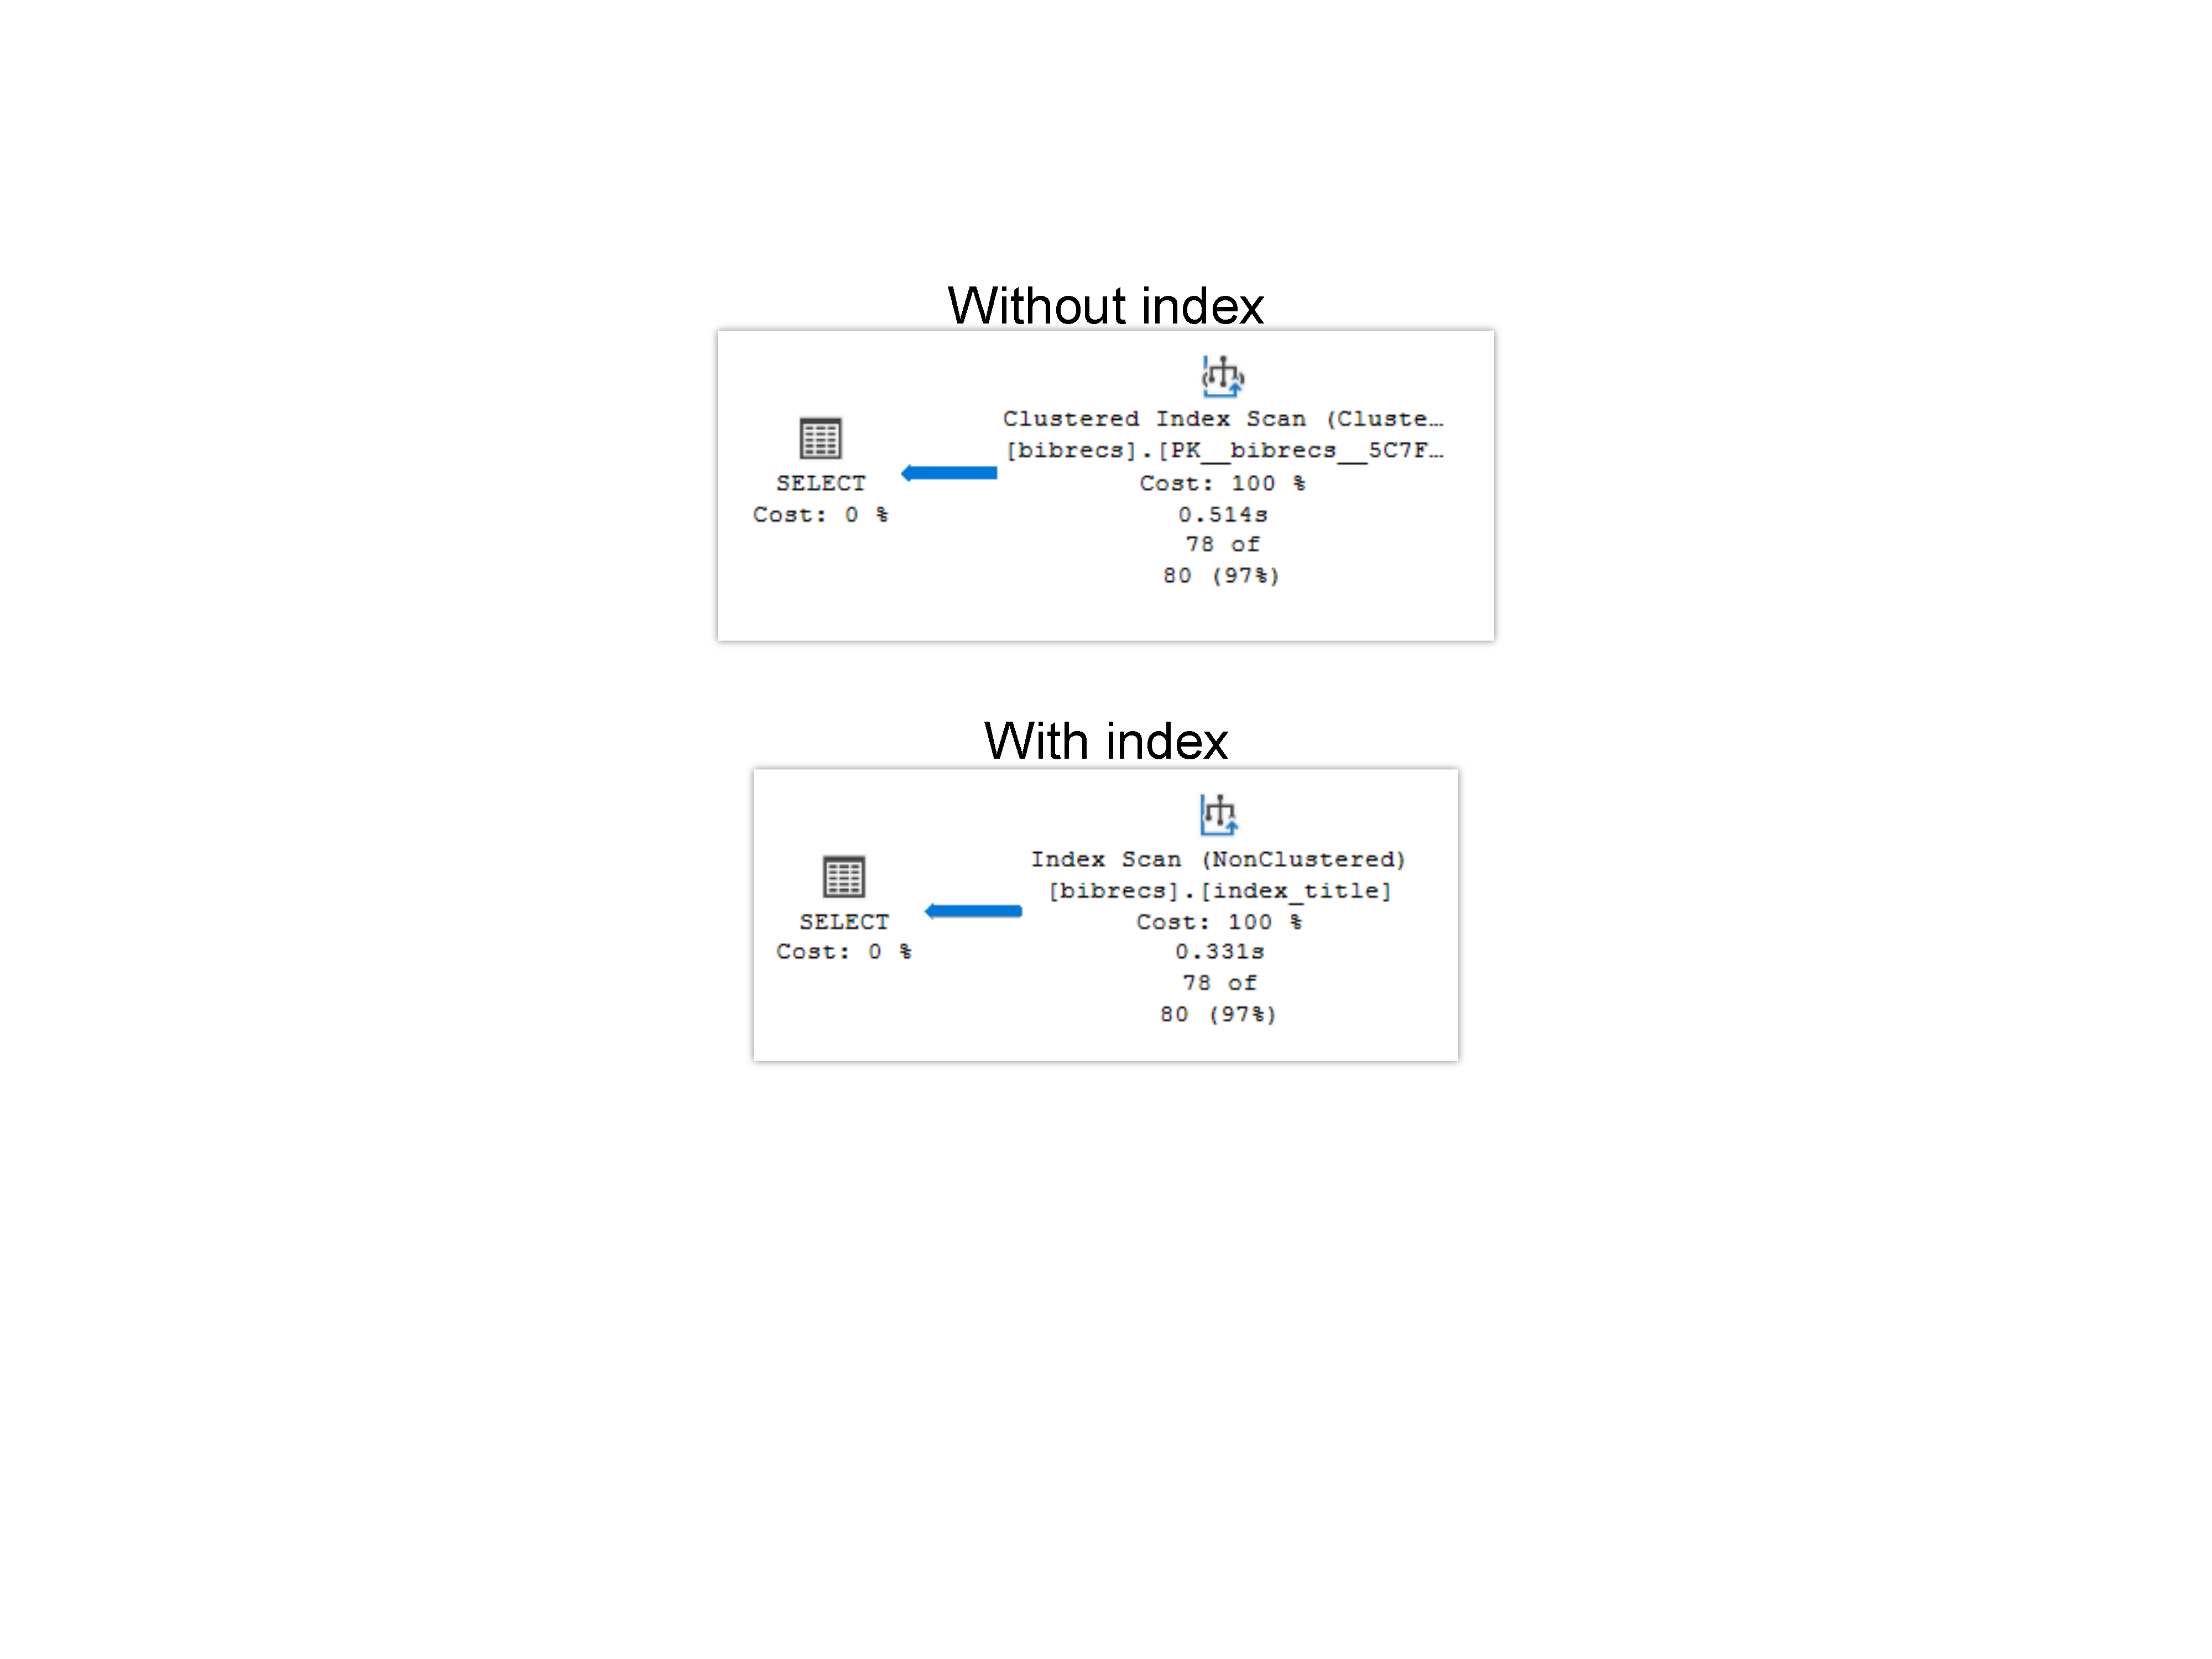 Without index
Clustered Index Scan (Cluste…
[bibrecs].[PK__bibrecs__5C7F…
SELECT
Cost: 0 %
Cost: 100 %
0.514s
78 of
80 (97%)
With index
Index Scan (NonClustered)
[bibrecs].[index_title]
SELECT
Cost: 0 %
Cost: 100 %
0.331s
78 of
80 (97%)